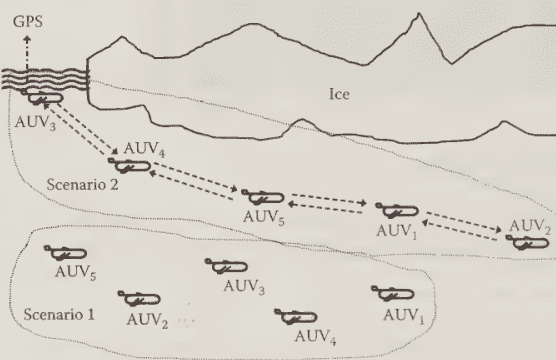 GPS
Ice
AUV₃
AUV₄
Scenario 2
AUV₅
AUV₁
AUV₂
AUV₅
AUV₃
Scenario 1
AUV₂
AUV₄
AUV₁